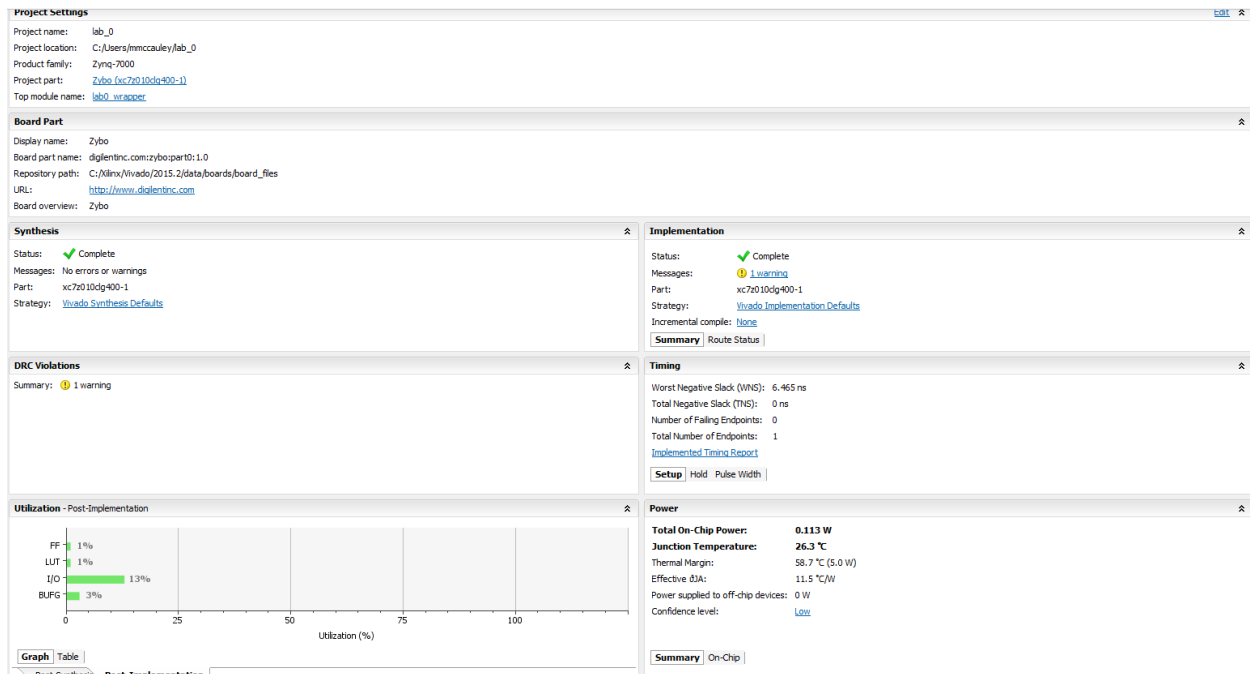 Project Settings
Edit
Project name: lab_0
Project location: C:/Users/mmccauley/lab_0
Product family: Zynq-7000
Project part: Zybo (xc7z010clg400-1)
Top module name: lab0_wrapper
Board Part
Display name: Zybo
Board part name: digilentinc.com:zybo:part0:1.0
Repository path: C:/Xilinx/Vivado/2015.2/data/boards/board_files
URL: http://www.digilentinc.com
Board overview: Zybo
Synthesis
Status: Complete
Messages: No errors or warnings
Part: xc7z010clg400-1
Strategy: Vivado Synthesis Defaults
Implementation
Status: Complete
Messages: 1 warning
Part: xc7z010clg400-1
Strategy: Vivado Implementation Defaults
Incremental compile: None
Summary Route Status
DRC Violations
Summary: 1 warning
Timing
Worst Negative Slack (WNS): 6.465 ns
Total Negative Slack (TNS): 0 ns
Number of Failing Endpoints: 0
Total Number of Endpoints: 1
Implemented Timing Report
Setup Hold Pulse Width
Utilization - Post-Implementation
FF 1%
LUT 1%
I/O 13%
BUFG 3%
0 25 50 75 100
Utilization (%)
Graph Table
Post-Synthesis Post-Implementation
Power
Total On-Chip Power: 0.113 W
Junction Temperature: 26.3 °C
Thermal Margin: 58.7 °C (5.0 W)
Effective ϑJA: 11.5 °C/W
Power supplied to off-chip devices: 0 W
Confidence level: Low
Summary On-Chip